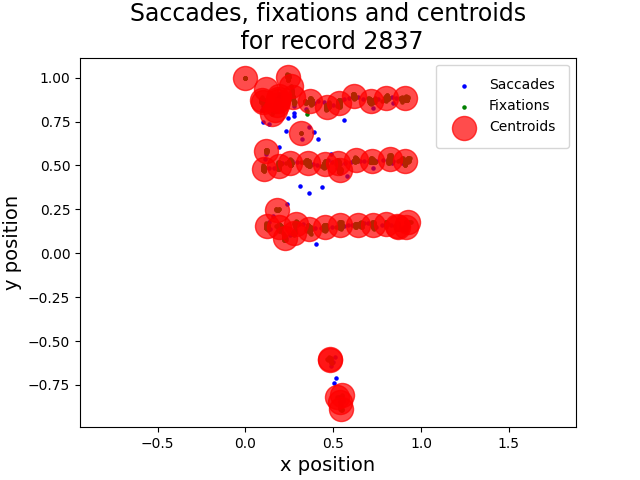 Saccades, fixations and centroids
for record 2837
1.00
0.75
0.50
0.25
0.00
−0.25
−0.50
−0.75
y position
−0.5
0.0
0.5
1.0
1.5
x position
Saccades
Fixations
Centroids